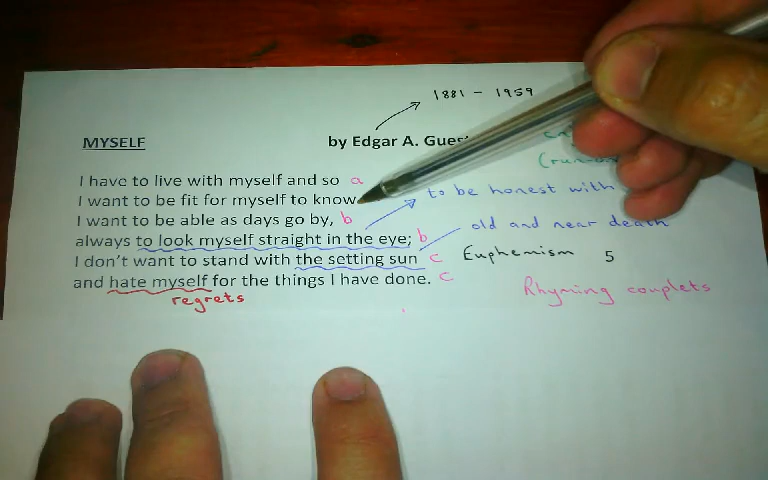 1881 - 1959
MYSELF
by Edgar A.
I have to live with myself and so a
I want to be fit for myself to know
to be honest with
I want to be able as days go by, b
always to look myself straight in the eye; b
old and near death
I don't want to stand with the setting sun c
Euphemism 5
and hate myself for the things I have done. c
Rhyming couplets
regrets